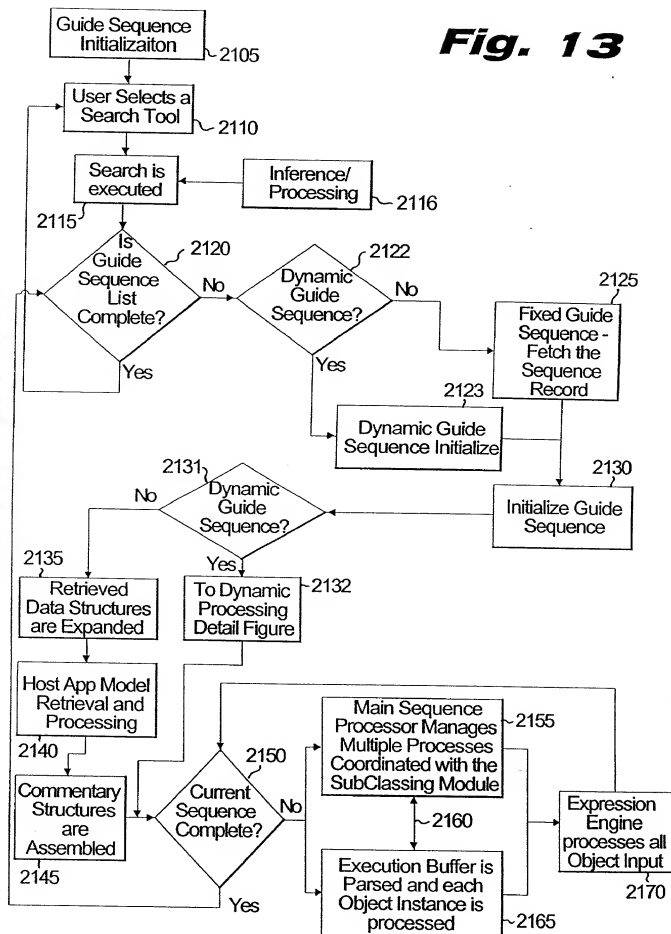 Fig. 13
Guide Sequence
Initializaiton
2105
User Selects a
Search Tool
2110
Search is
executed
2115
Inference/
Processing
2116
Is
Guide
Sequence
List
Complete?
2120
No
Yes
Dynamic
Guide
Sequence?
2122
No
Yes
2125
Fixed Guide
Sequence -
Fetch the
Sequence
Record
2123
Dynamic Guide
Sequence Initialize
2130
Initialize Guide
Sequence
2131
Dynamic
Guide
Sequence?
No
Yes
2135
Retrieved
Data Structures
are Expanded
2132
To Dynamic
Processing
Detail Figure
Host App Model
Retrieval and
Processing
2140
Commentary
Structures
are
Assembled
2145
2150
Current
Sequence
Complete?
No
Yes
Main Sequence
Processor Manages
Multiple Processes
Coordinated with the
SubClassing Module
2155
2160
Execution Buffer is
Parsed and each
Object Instance is
processed
2165
Expression
Engine
processes all
Object Input
2170